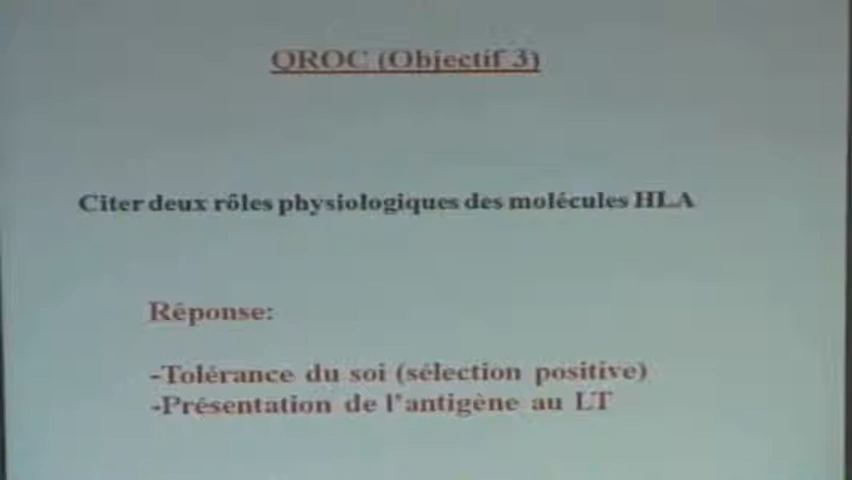 QROC (Objectif 3)
Citer deux rôles physiologiques des molécules HLA
Réponse:
-Tolérance du soi (sélection positive)
-Présentation de l'antigène au LT